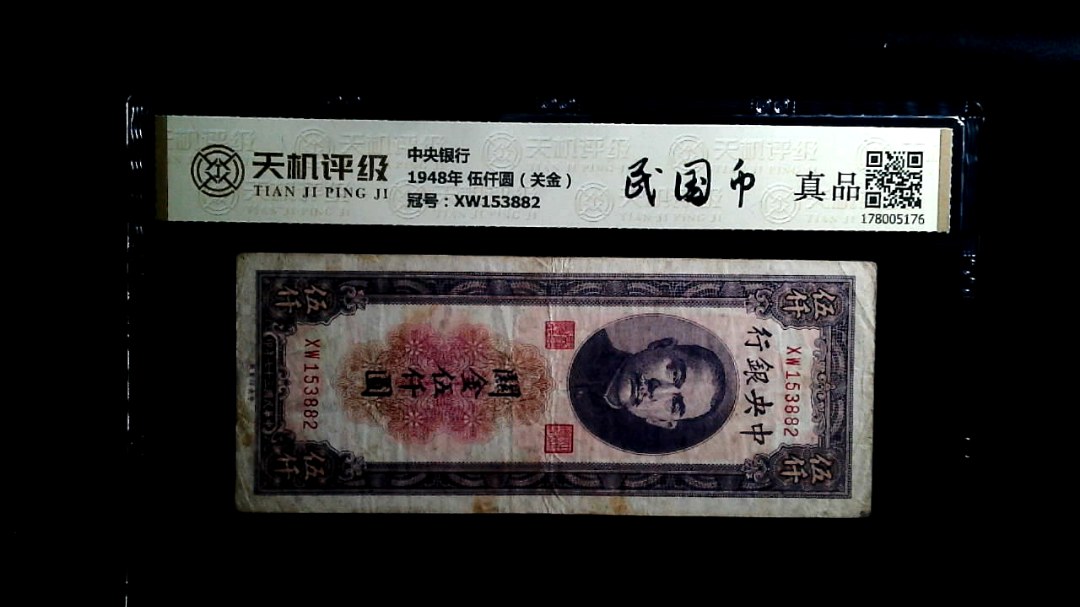 天机评级
TIAN JI PING JI
中央银行
1948年 伍仟圆（关金）
冠号：XW153882
民国币
真品
178005176
伍仟
伍仟
XW153882
中央銀行
關金伍仟圓
XW153882
伍仟
伍仟